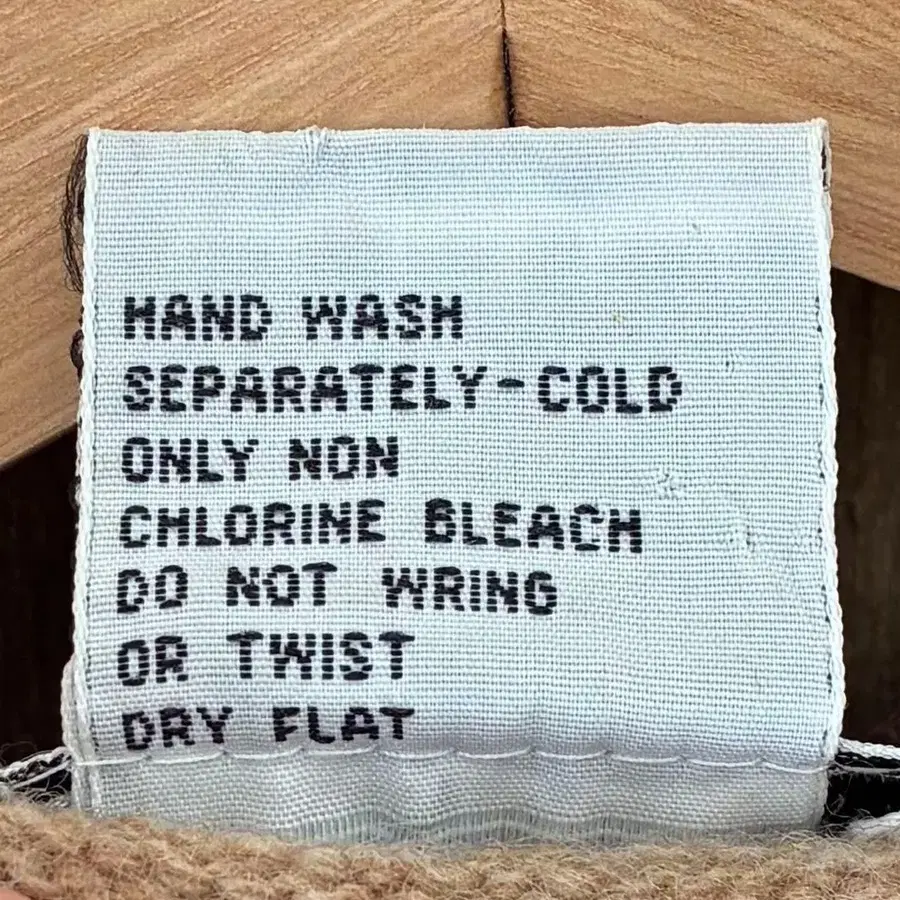 HAND WASH
SEPARATELY-COLD
ONLY NON
CHLORINE BLEACH
DO NOT WRING
OR TWIST
DRY FLAT